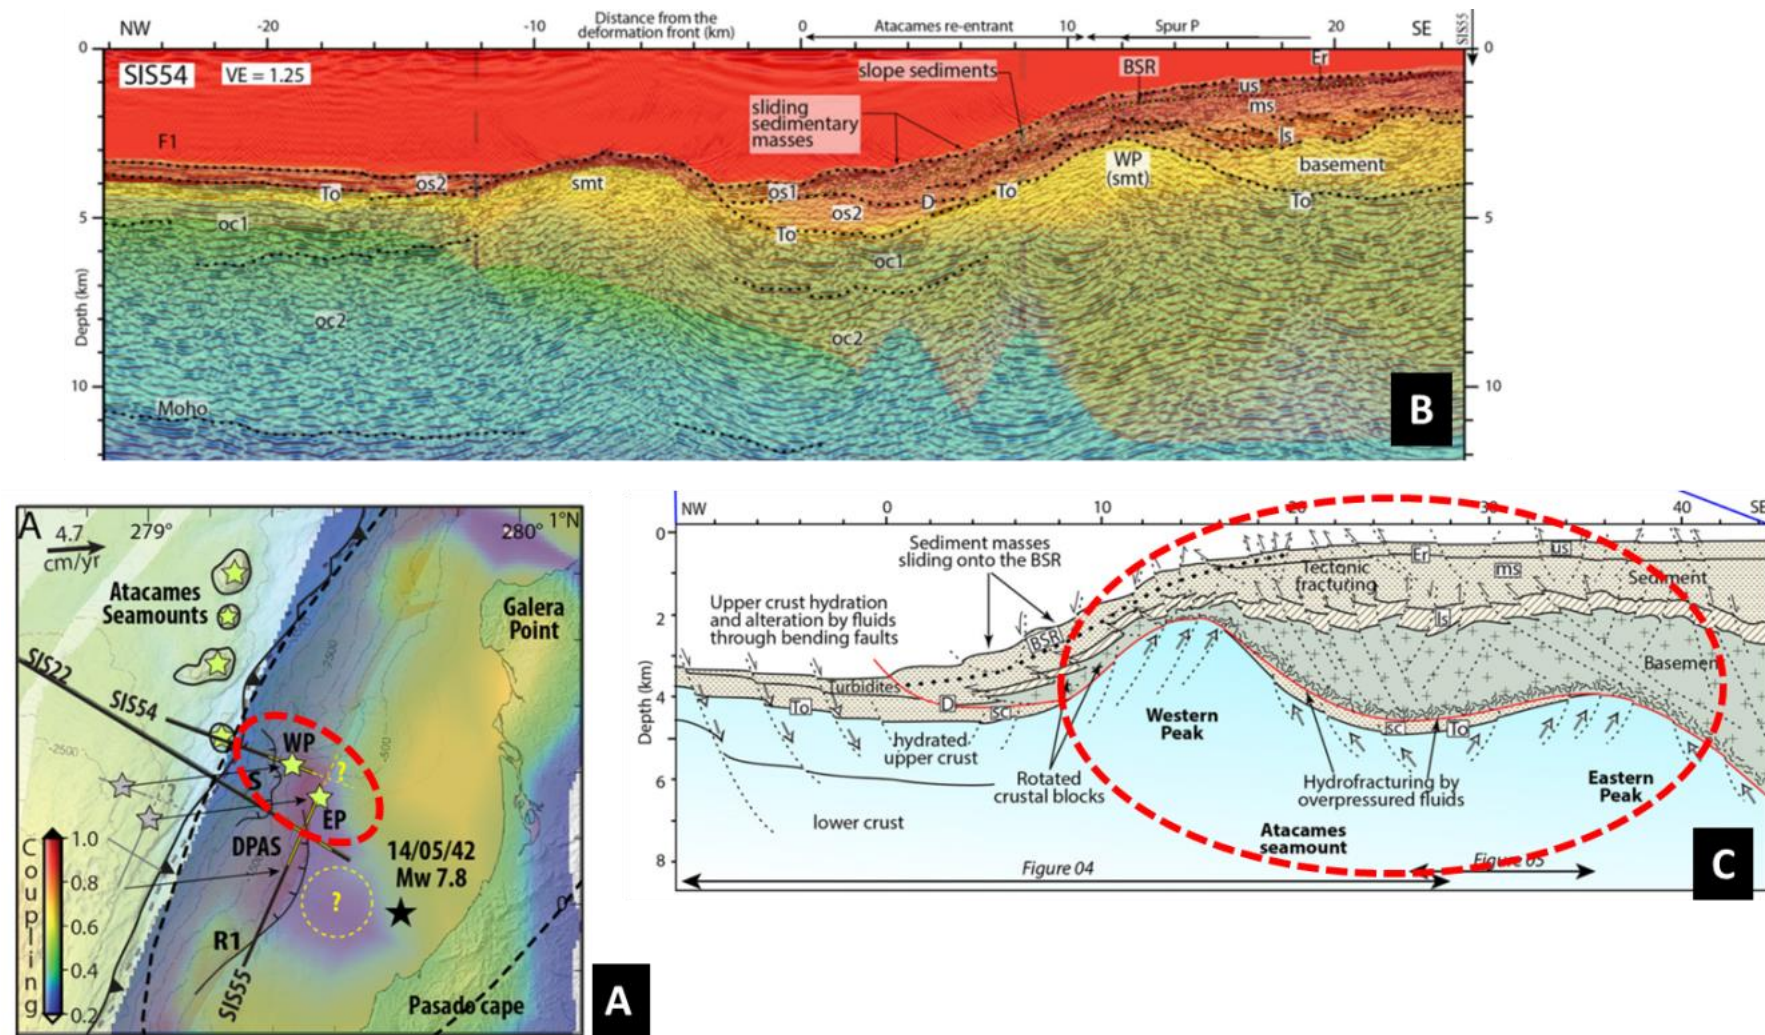 NW
-20
-10
Distance from the
deformation front (km)
0
Atacames re-entrant
10
Spur P
20
SE
SIS55
0
SIS54
VE = 1.25
slope sediments
BSR
Er
us
ms
sliding
sedimentary
masses
ls
F1
WP
(smt)
basement
To
os2
smt
os1
D
To
os2
To
To
5
oc1
oc1
5
Depth (km)
oc2
oc2
10
10
Moho
B
A
4.7
cm/yr
279°
280°
1°N
Atacames
Seamounts
Galera
Point
2500
SIS22
SIS54
-500
WP
?
-2500
S
EP
DPAS
14/05/42
Mw 7.8
Coupling
1.0
0.8
0.6
0.4
0.2
?
0°
R1
SIS55
Pasado cape
A
NW
0
10
20
30
40
SE
0
Sediment masses
sliding onto the BSR
Er
us
Tectonic
fracturing
ms
Sediment
Upper crust hydration
and alteration by fluids
through bending faults
2
BSR
ls
Basement
Depth (km)
turbidites
4
To
D
sc
Western
Peak
sc
To
hydrated
upper crust
Rotated
crustal blocks
Hydrofracturing by
overpressured fluids
Eastern
Peak
6
lower crust
Atacames
seamount
8
Figure 04
Figure 05
C